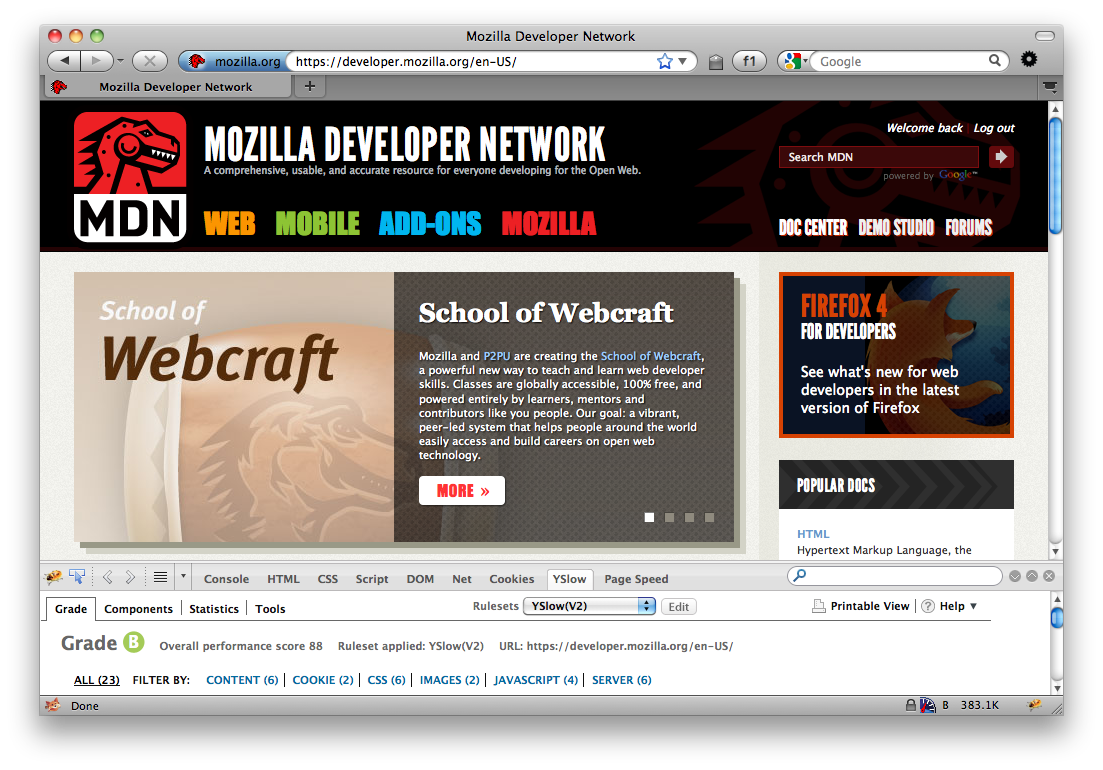 Mozilla Developer Network
mozilla.org https://developer.mozilla.org/en-US/ f1 Google
Mozilla Developer Network +
MDN
MOZILLA DEVELOPER NETWORK
A comprehensive, usable, and accurate resource for everyone developing for the Open Web.
WEB MOBILE ADD-ONS MOZILLA
Welcome back Log out
Search MDN
powered by Google™
DOC CENTER DEMO STUDIO FORUMS
School of
Webcraft
School of Webcraft
Mozilla and P2PU are creating the School of Webcraft,
a powerful new way to teach and learn web developer
skills. Classes are globally accessible, 100% free, and
powered entirely by learners, mentors and
contributors like you people. Our goal: a vibrant,
peer-led system that helps people around the world
easily access and build careers on open web
technology.
MORE »
FIREFOX 4
FOR DEVELOPERS
See what's new for web
developers in the latest
version of Firefox
POPULAR DOCS
HTML
Hypertext Markup Language, the
Console HTML CSS Script DOM Net Cookies YSlow Page Speed
Grade Components Statistics Tools Rulesets YSlow(V2) Edit Printable View ? Help
Grade B Overall performance score 88 Ruleset applied: YSlow(V2) URL: https://developer.mozilla.org/en-US/
ALL (23) FILTER BY: CONTENT (6) COOKIE (2) CSS (6) IMAGES (2) JAVASCRIPT (4) SERVER (6)
Done B 383.1K